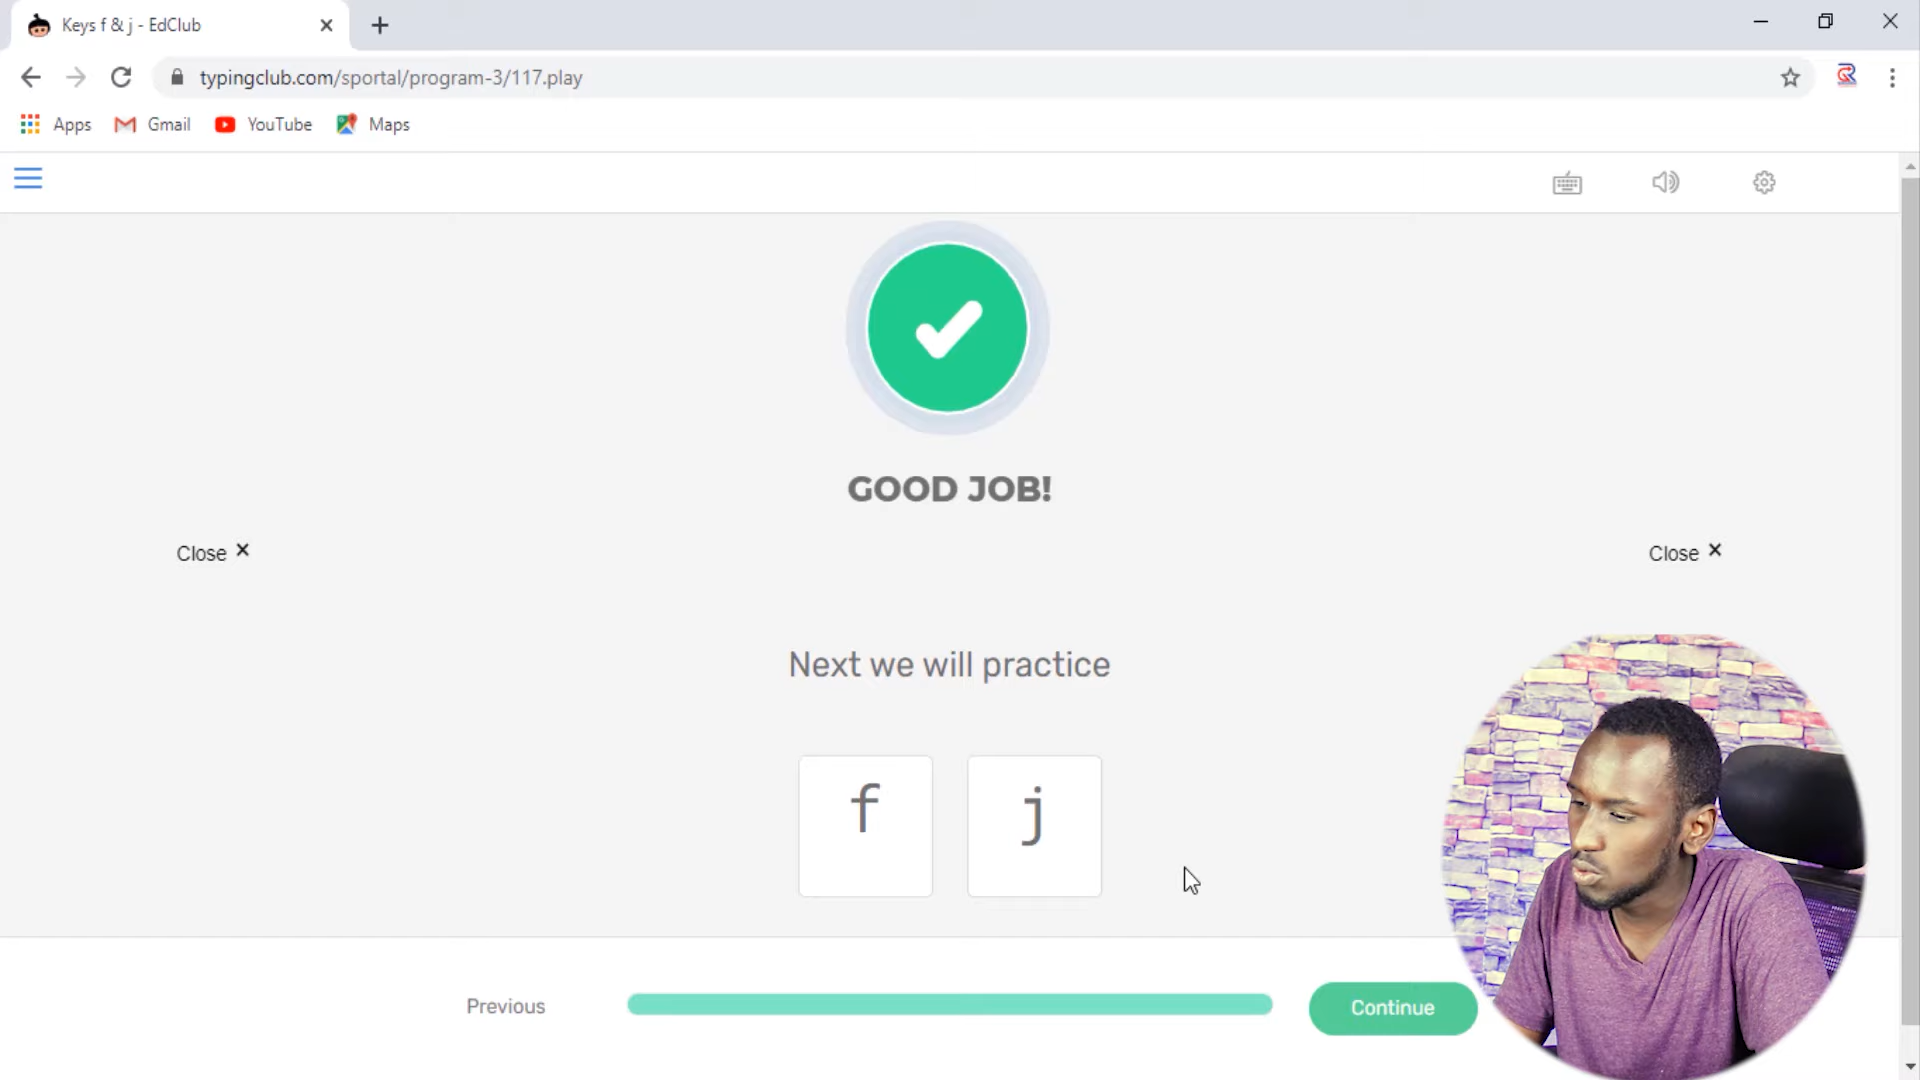 Keys f & j - EdClub
typingclub.com/sportal/program-3/117.play
Apps Gmail YouTube Maps
GOOD JOB!
Close × Close ×
Next we will practice
f j
Previous Continue